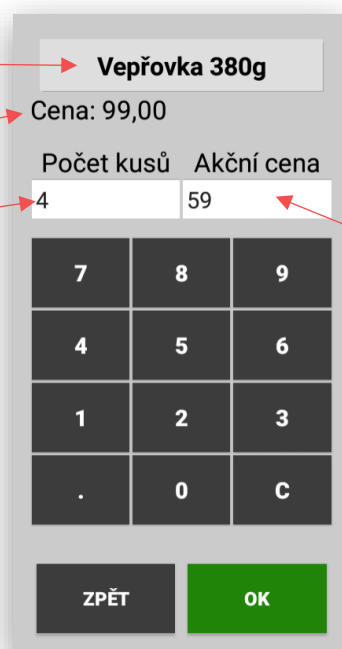 Vepřovka 380g
Cena: 99,00
Počet kusů Akční cena
4 59
7 8 9
4 5 6
1 2 3
. 0 C
ZPĚT OK